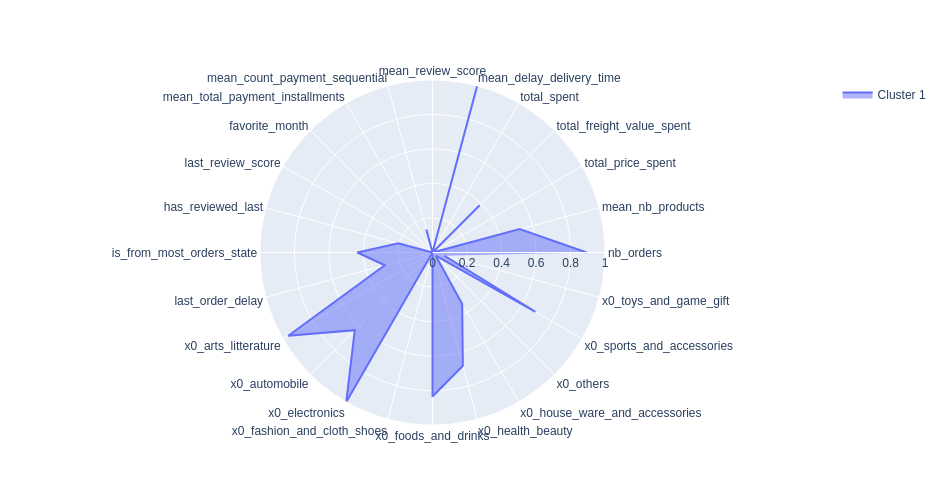 mean_review_score
mean_count_payment_sequential
mean_delay_delivery_time
Cluster 1
mean_total_payment_installments
total_spent
favorite_month
total_freight_value_spent
last_review_score
total_price_spent
has_reviewed_last
mean_nb_products
is_from_most_orders_state
nb_orders
0 0.2 0.4 0.6 0.8 1
last_order_delay
x0_toys_and_game_gift
x0_arts_litterature
x0_sports_and_accessories
x0_automobile
x0_others
x0_electronics
x0_house_ware_and_accessories
x0_fashion_and_cloth_shoes
x0_foods_and_drinks
x0_health_beauty